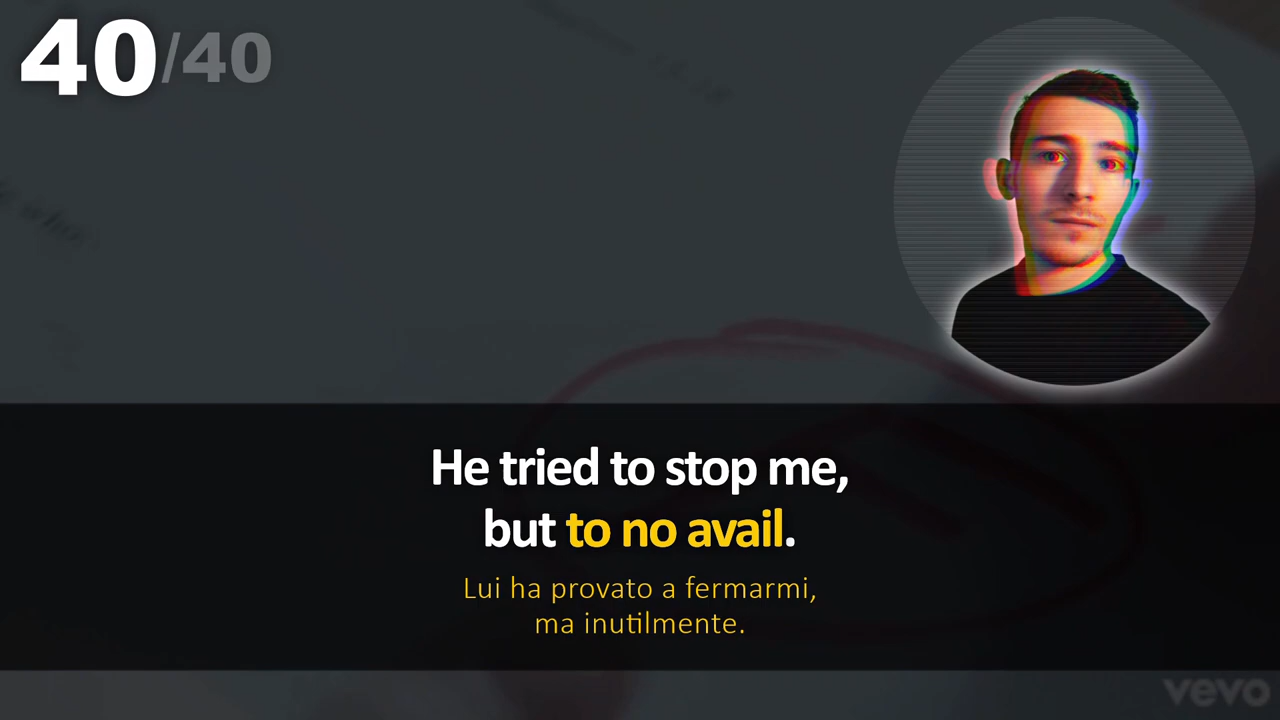 40/40
He tried to stop me,
but to no avail.
Lui ha provato a fermarmi,
ma inutilmente.
vevo